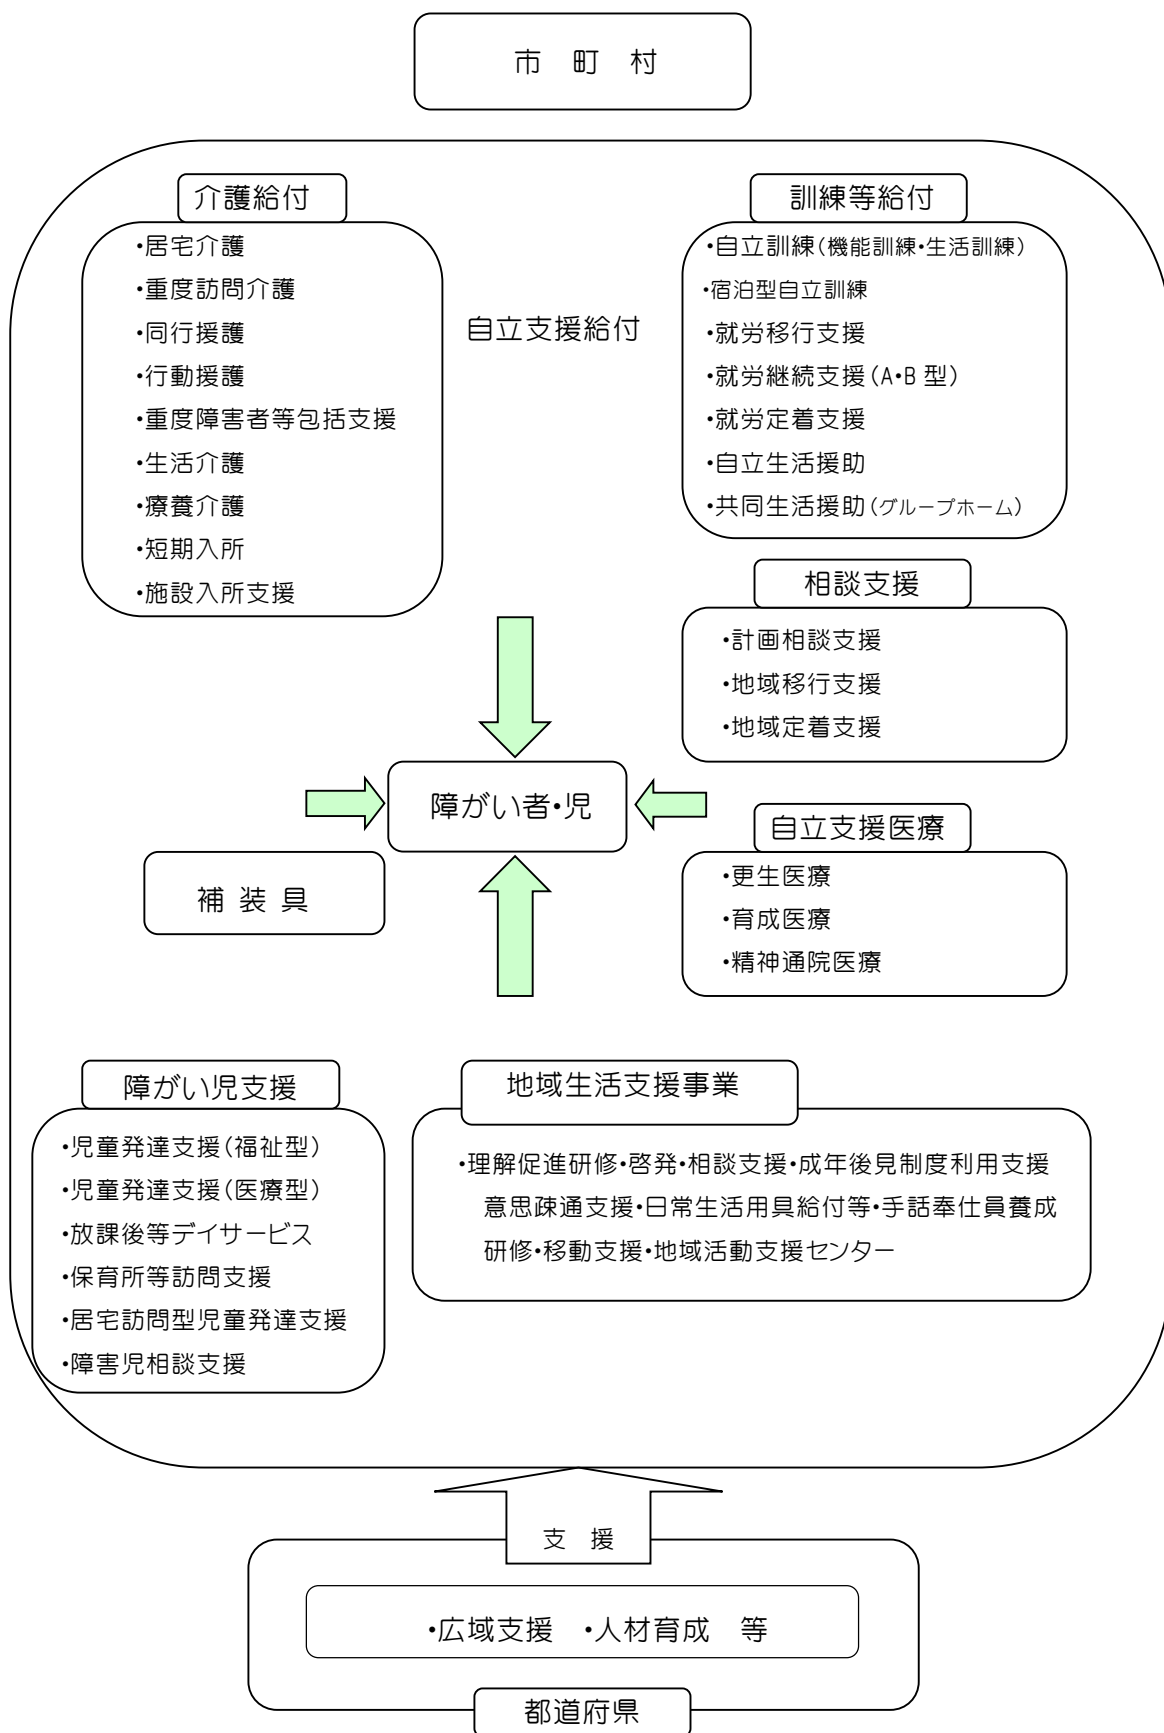 市　町　村
介護給付
・居宅介護
・重度訪問介護
・同行援護
・行動援護
・重度障害者等包括支援
・生活介護
・療養介護
・短期入所
・施設入所支援
自立支援給付
訓練等給付
・自立訓練(機能訓練・生活訓練)
・宿泊型自立訓練
・就労移行支援
・就労継続支援(A・B 型)
・就労定着支援
・自立生活援助
・共同生活援助(グループホーム)
相談支援
・計画相談支援
・地域移行支援
・地域定着支援
障がい者・児
補 装 具
自立支援医療
・更生医療
・育成医療
・精神通院医療
障がい児支援
・児童発達支援(福祉型)
・児童発達支援(医療型)
・放課後等デイサービス
・保育所等訪問支援
・居宅訪問型児童発達支援
・障害児相談支援
地域生活支援事業
・理解促進研修・啓発・相談支援・成年後見制度利用支援
意思疎通支援・日常生活用具給付等・手話奉仕員養成
研修・移動支援・地域活動支援センター
支　援
・広域支援　・人材育成　等
都道府県